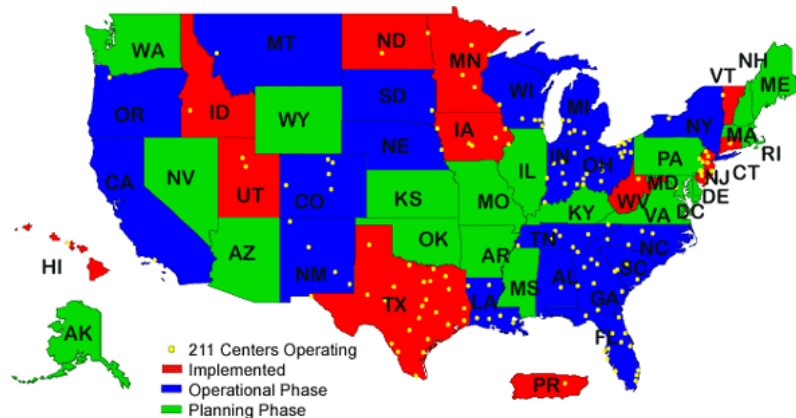 WA
MT
ND
MN
VT
NH
ME
OR
ID
WY
SD
WI
MI
NY
MA
RI
CT
IA
NE
IL
IN
OH
PA
NJ
DE
MD
DC
CA
NV
UT
CO
KS
MO
KY
WV
VA
AZ
NM
OK
AR
TN
NC
SC
HI
TX
LA
MS
AL
GA
FL
AK
PR
211 Centers Operating
Implemented
Operational Phase
Planning Phase